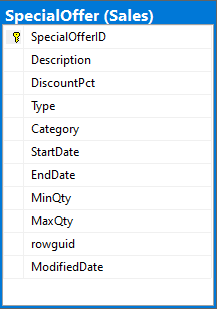 SpecialOffer (Sales)
SpecialOfferID
Description
DiscountPct
Type
Category
StartDate
EndDate
MinQty
MaxQty
rowguid
ModifiedDate